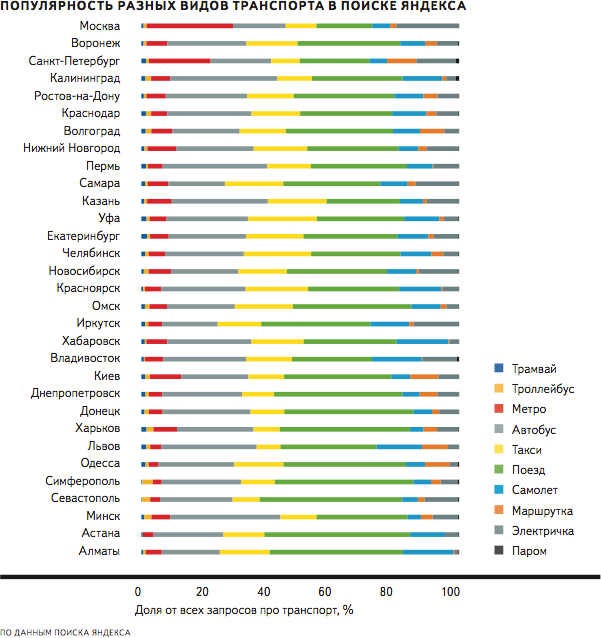 ПОПУЛЯРНОСТЬ РАЗНЫХ ВИДОВ ТРАНСПОРТА В ПОИСКЕ ЯНДЕКСА
Москва
Воронеж
Санкт-Петербург
Калининград
Ростов-на-Дону
Краснодар
Волгоград
Нижний Новгород
Пермь
Самара
Казань
Уфа
Екатеринбург
Челябинск
Новосибирск
Красноярск
Омск
Иркутск
Хабаровск
Владивосток
Киев
Днепропетровск
Донецк
Харьков
Львов
Одесса
Симферополь
Севастополь
Минск
Астана
Алматы
Трамвай
Троллейбус
Метро
Автобус
Такси
Поезд
Самолет
Маршрутка
Электричка
Паром
0 20 40 60 80 100
Доля от всех запросов про транспорт, %
ПО ДАННЫМ ПОИСКА ЯНДЕКСА